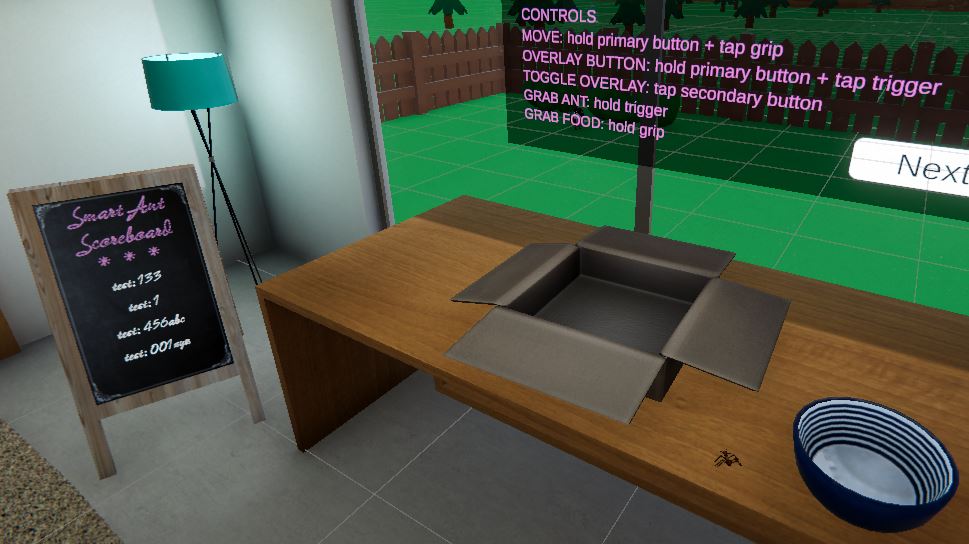 CONTROLS
MOVE: hold primary button + tap grip
OVERLAY BUTTON: hold primary button + tap trigger
TOGGLE OVERLAY: tap secondary button
GRAB ANT: hold trigger
GRAB FOOD: hold grip
Next
Smart Ant
Scoreboard
* * *
test: 133
test: 1
test: 456abc
test: 001xyz